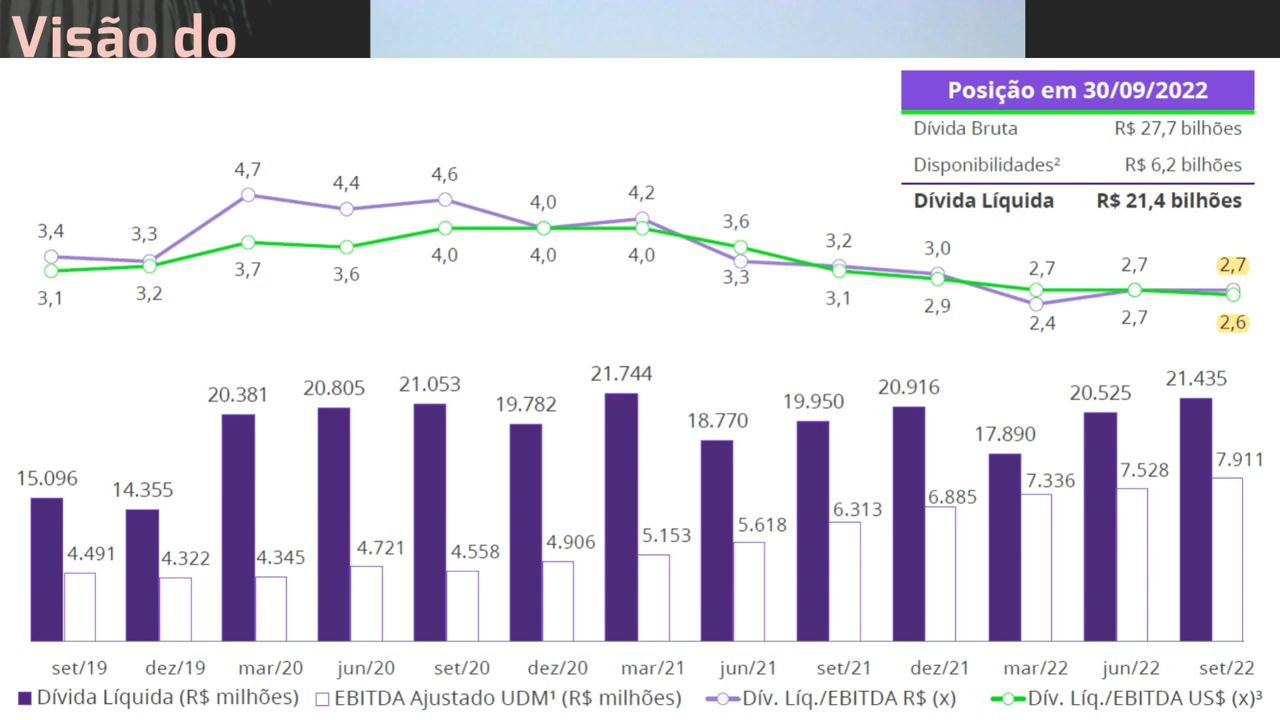 Visão do
Posição em 30/09/2022
Dívida Bruta R$ 27,7 bilhões
Disponibilidades² R$ 6,2 bilhões
Dívida Líquida R$ 21,4 bilhões
3,4 3,3 4,7 4,4 4,6 4,0 4,2 3,6 3,2 3,0 2,7 2,7 2,7
3,1 3,2 3,7 3,6 4,0 4,0 4,0 3,3 3,1 2,9 2,4 2,7 2,6
15.096 14.355 20.381 20.805 21.053 19.782 21.744 18.770 19.950 20.916 17.890 20.525 21.435
4.491 4.322 4.345 4.721 4.558 4.906 5.153 5.618 6.313 6.885 7.336 7.528 7.911
set/19 dez/19 mar/20 jun/20 set/20 dez/20 mar/21 jun/21 set/21 dez/21 mar/22 jun/22 set/22
Dívida Líquida (R$ milhões) EBITDA Ajustado UDM¹ (R$ milhões) Dív. Líq./EBITDA R$ (x) Dív. Líq./EBITDA US$ (x)³